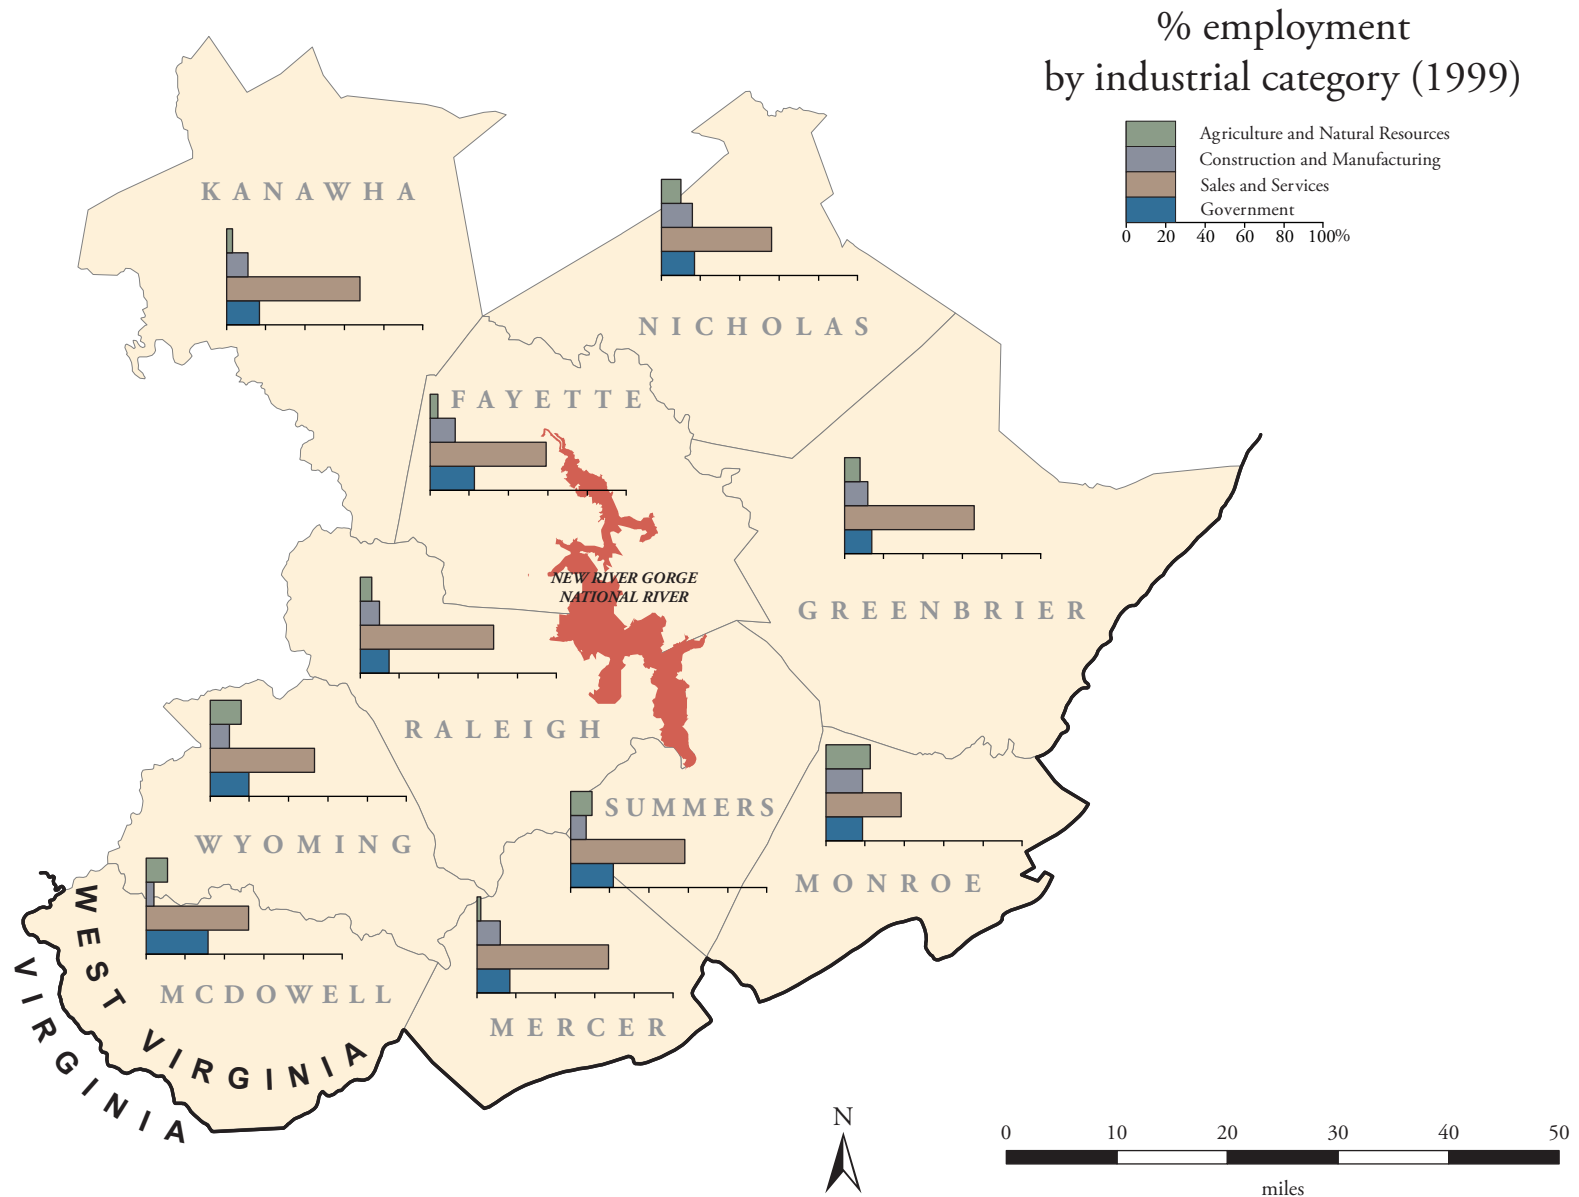 % employment
by industrial category (1999)
Agriculture and Natural Resources
Construction and Manufacturing
Sales and Services
Government
0 20 40 60 80 100%
KANAWHA
NICHOLAS
FAYETTE
NEW RIVER GORGE
NATIONAL RIVER
GREENBRIER
RALEIGH
SUMMERS
WYOMING
MONROE
MCDOWELL
MERCER
WEST VIRGINIA
VIRGINIA
N
0 10 20 30 40 50
miles